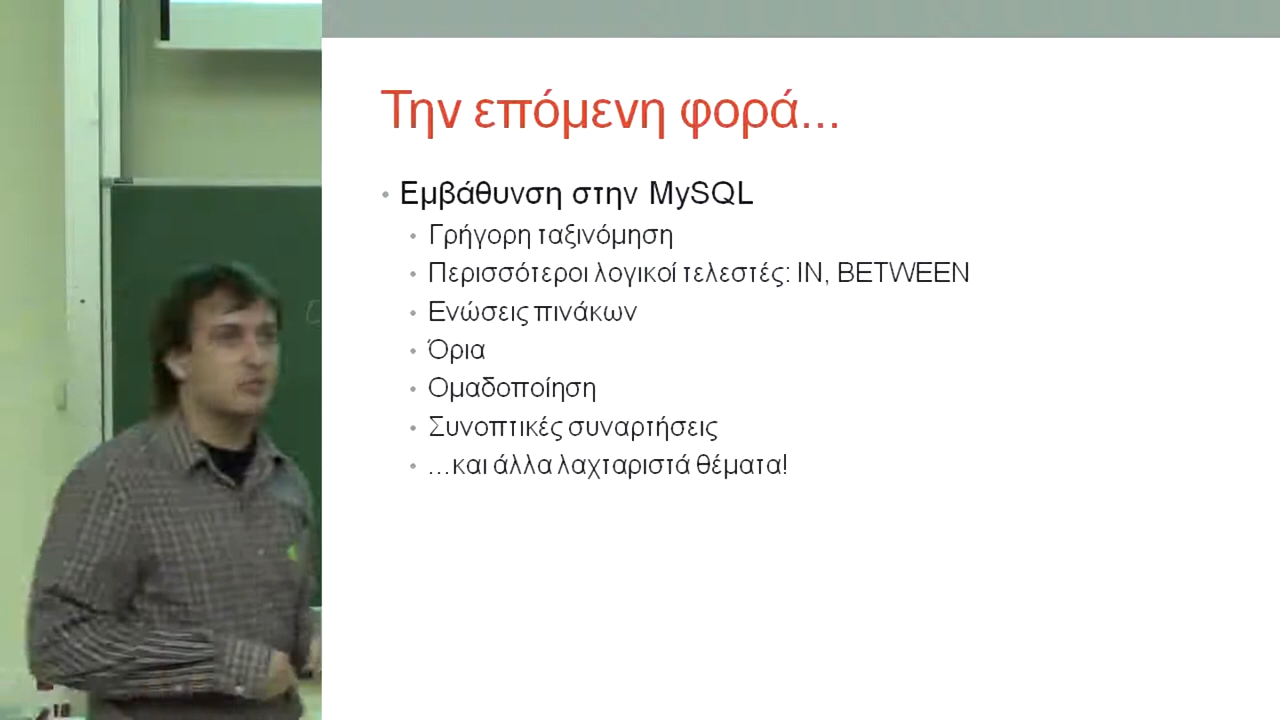 Την επόμενη φορά...
• Εμβάθυνση στην MySQL
• Γρήγορη ταξινόμηση
• Περισσότεροι λογικοί τελεστές: IN, BETWEEN
• Ενώσεις πινάκων
• Όρια
• Ομαδοποίηση
• Συνοπτικές συναρτήσεις
• ...και άλλα λαχταριστά θέματα!